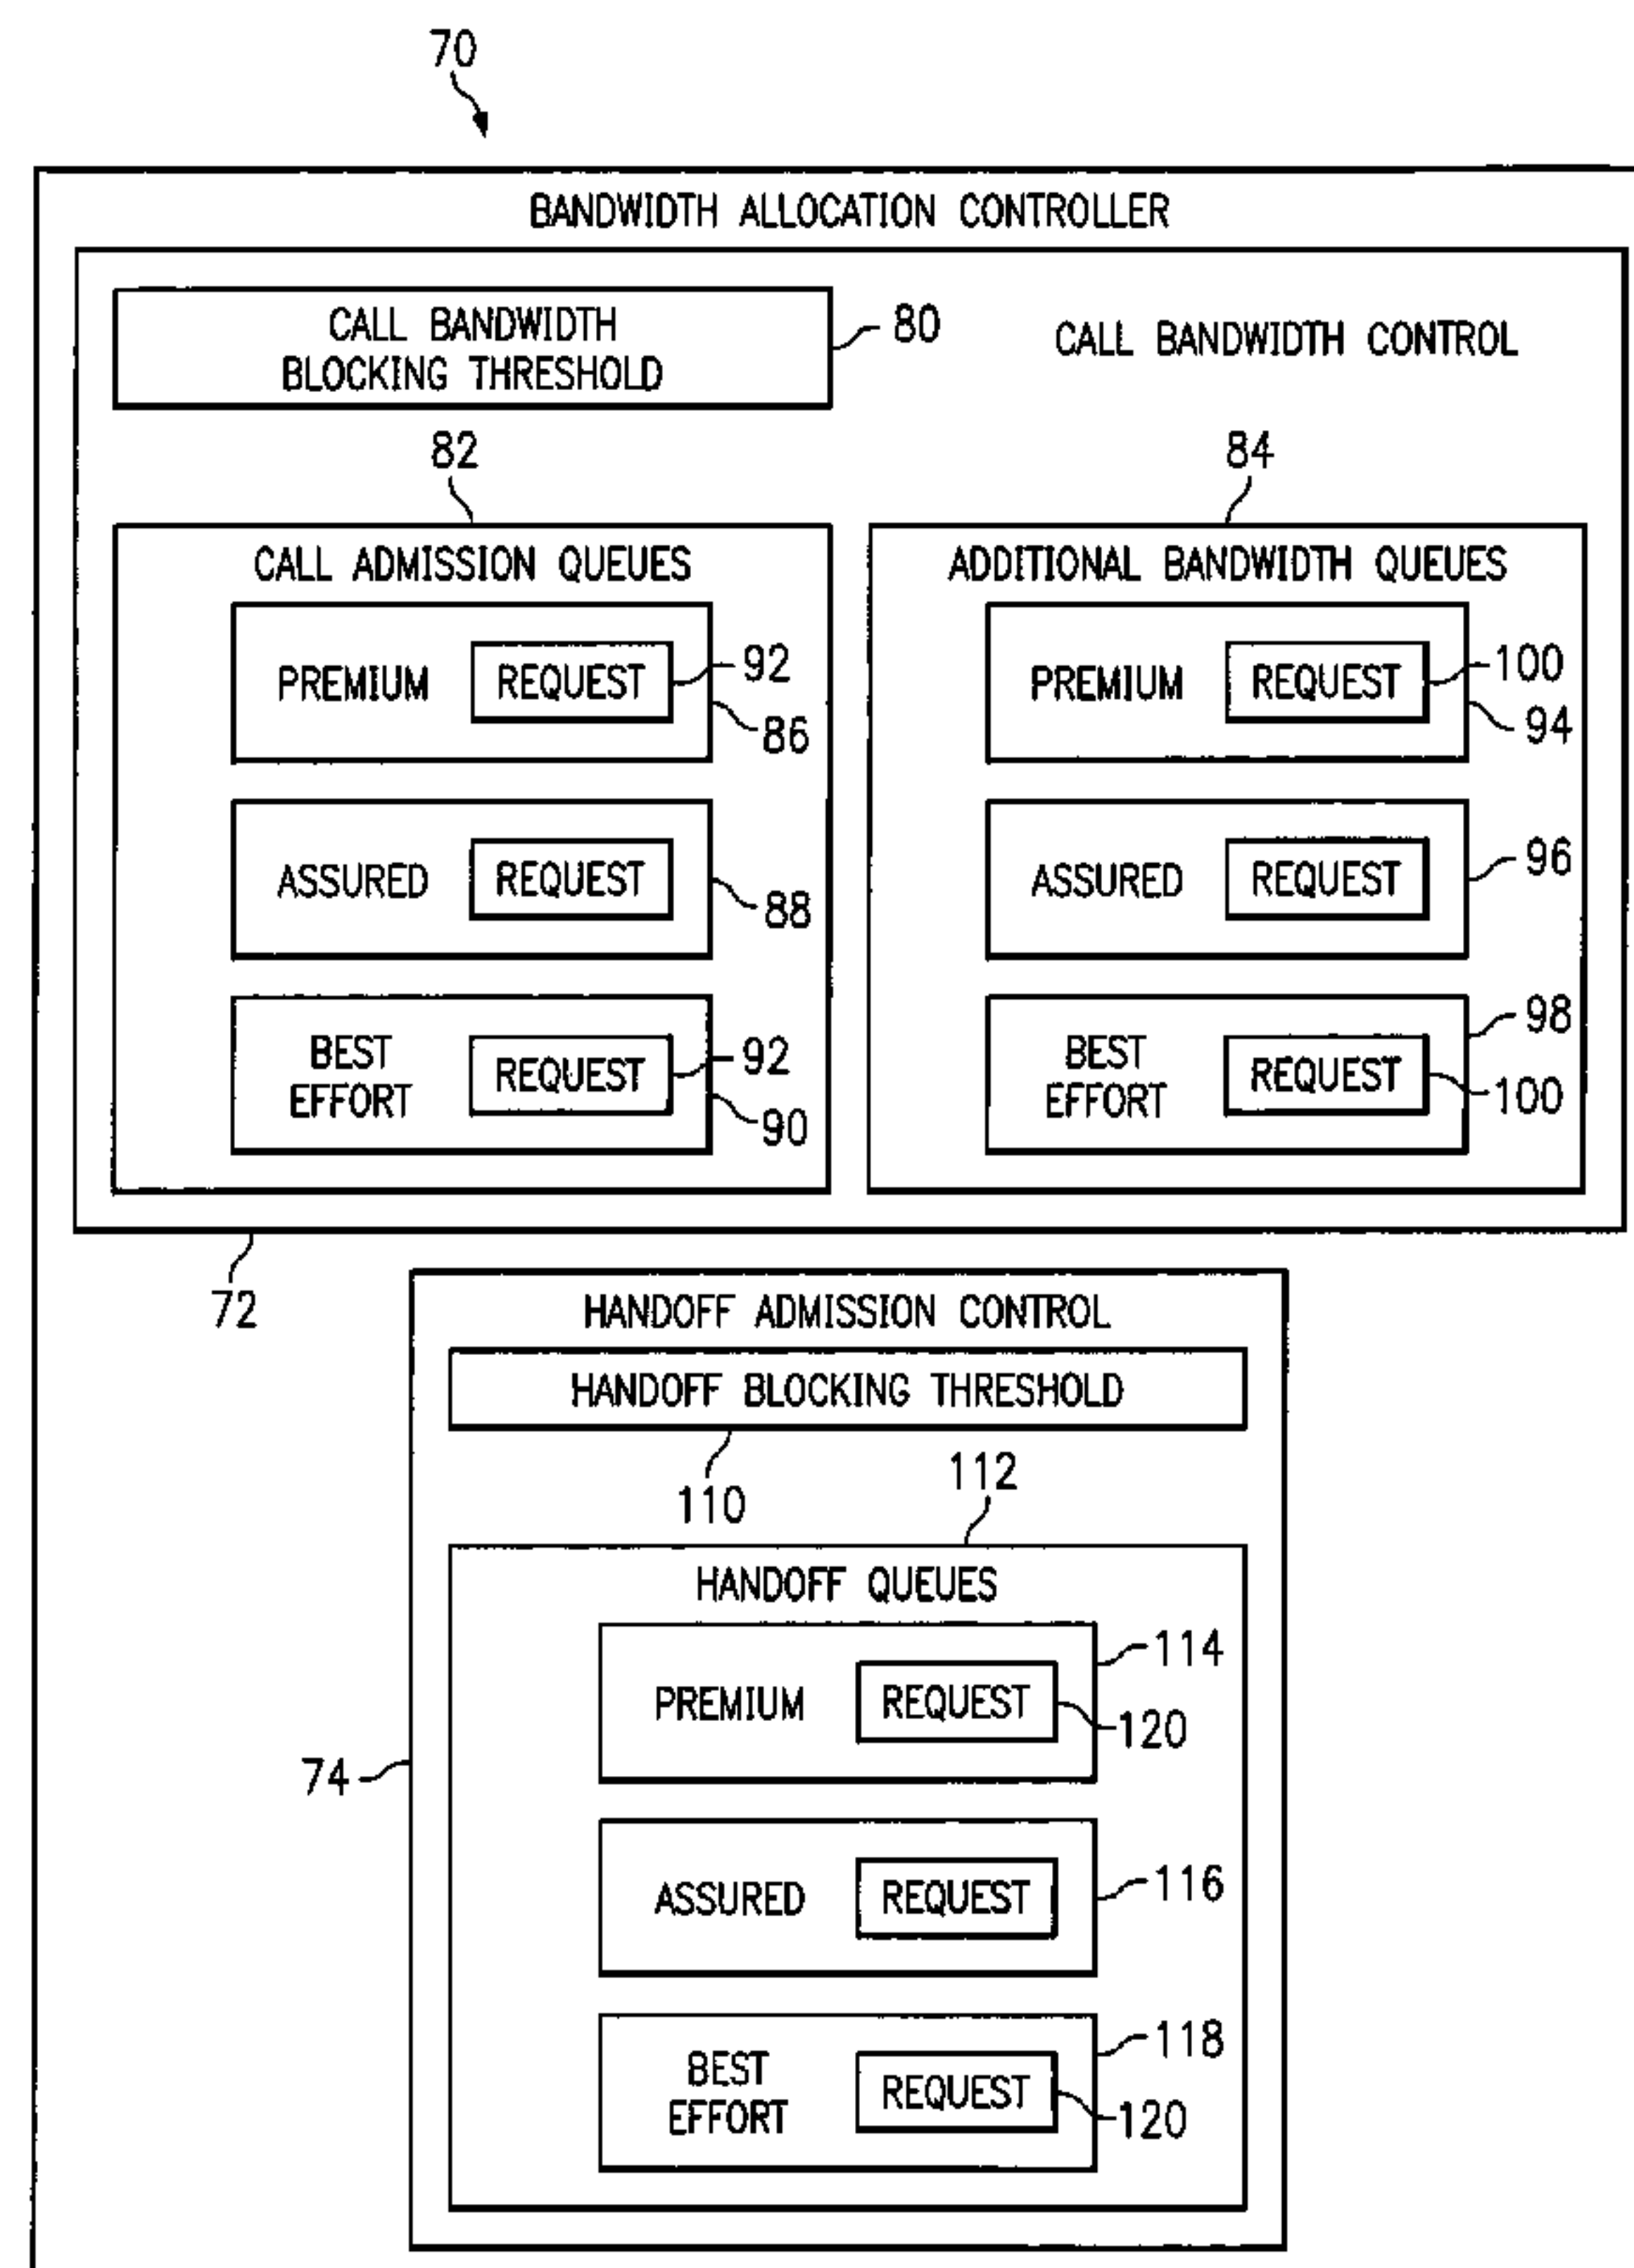 70
BANDWIDTH ALLOCATION CONTROLLER
CALL BANDWIDTH
BLOCKING THRESHOLD
80
CALL BANDWIDTH CONTROL
82
84
CALL ADMISSION QUEUES
PREMIUM
REQUEST
92
86
ASSURED
REQUEST
88
BEST
EFFORT
REQUEST
92
90
ADDITIONAL BANDWIDTH QUEUES
PREMIUM
REQUEST
100
94
ASSURED
REQUEST
96
BEST
EFFORT
REQUEST
98
100
72
HANDOFF ADMISSION CONTROL
HANDOFF BLOCKING THRESHOLD
110
112
HANDOFF QUEUES
PREMIUM
REQUEST
114
120
74
ASSURED
REQUEST
116
BEST
EFFORT
REQUEST
118
120